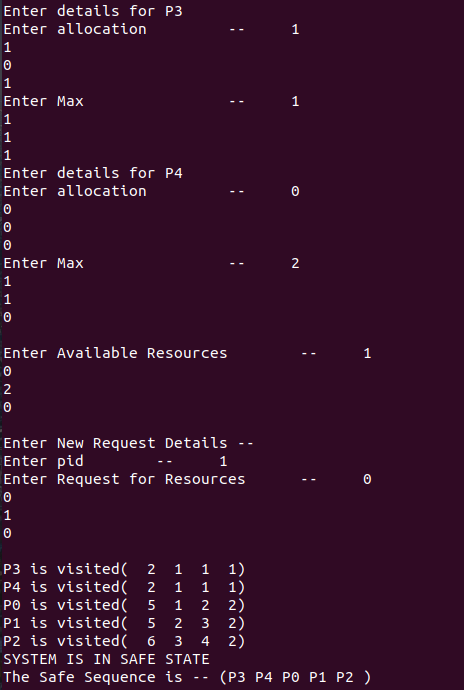 Enter details for P3
Enter allocation -- 1
1
0
1
Enter Max -- 1
1
1
1
Enter details for P4
Enter allocation -- 0
0
0
0
Enter Max -- 2
1
1
0
Enter Available Resources -- 1
0
2
0
Enter New Request Details --
Enter pid -- 1
Enter Request for Resources -- 0
0
1
0
P3 is visited( 2 1 1 1)
P4 is visited( 2 1 1 1)
P0 is visited( 5 1 2 2)
P1 is visited( 5 2 3 2)
P2 is visited( 6 3 4 2)
SYSTEM IS IN SAFE STATE
The Safe Sequence is -- (P3 P4 P0 P1 P2 )